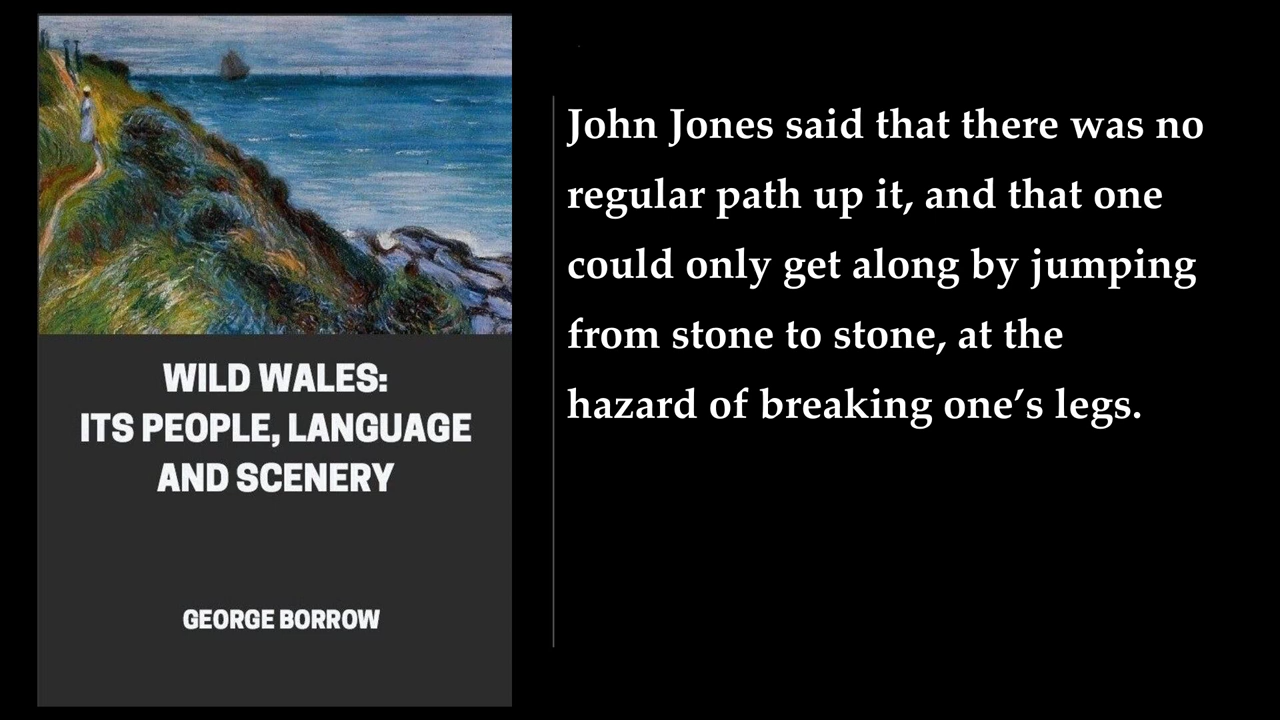 WILD WALES:
ITS PEOPLE, LANGUAGE
AND SCENERY
GEORGE BORROW
John Jones said that there was no
regular path up it, and that one
could only get along by jumping
from stone to stone, at the
hazard of breaking one’s legs.